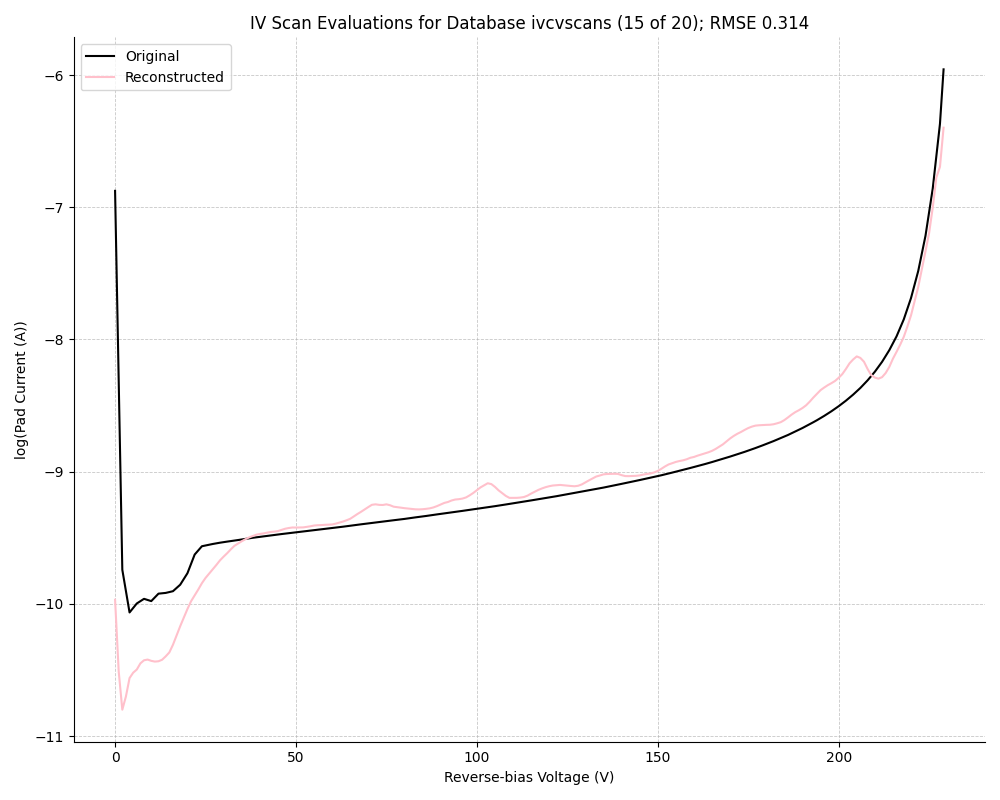 IV Scan Evaluations for Database ivcvscans (15 of 20); RMSE 0.314
Original
Reconstructed
−6
−7
−8
−9
−10
−11
log(Pad Current (A))
0
50
100
150
200
Reverse-bias Voltage (V)